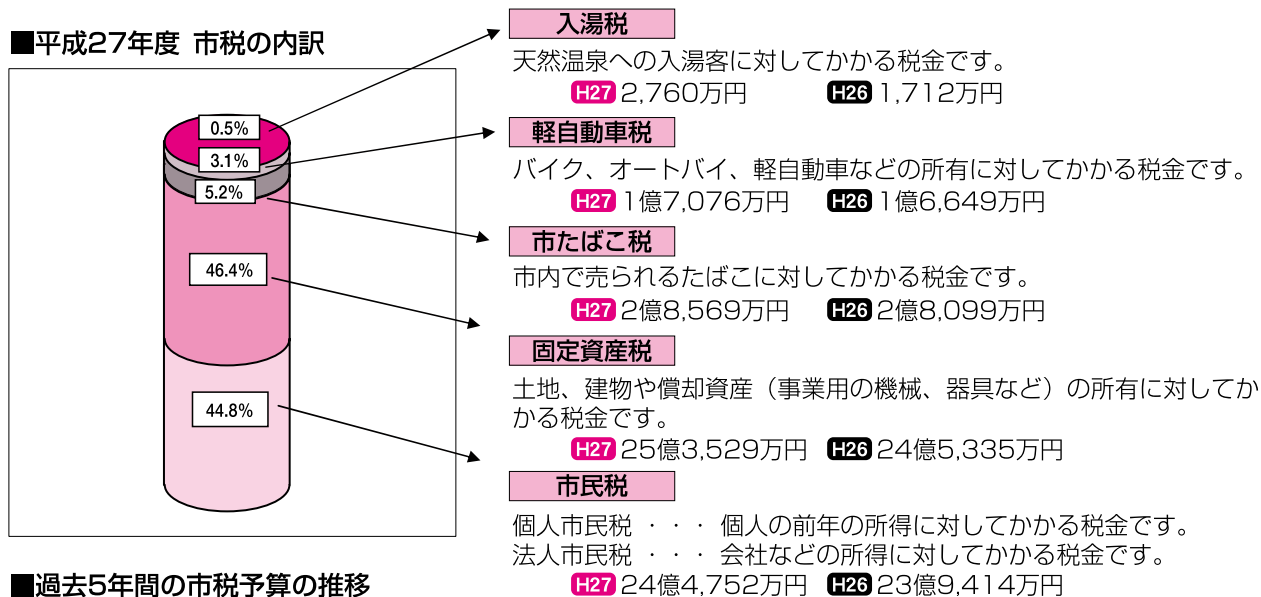 ■平成27年度 市税の内訳
0.5%
3.1%
5.2%
46.4%
44.8%
入湯税
天然温泉への入湯客に対してかかる税金です。
H27 2,760万円 H26 1,712万円
軽自動車税
バイク、オートバイ、軽自動車などの所有に対してかかる税金です。
H27 1億7,076万円 H26 1億6,649万円
市たばこ税
市内で売られるたばこに対してかかる税金です。
H27 2億8,569万円 H26 2億8,099万円
固定資産税
土地、建物や償却資産（事業用の機械、器具など）の所有に対してか
かる税金です。
H27 25億3,529万円 H26 24億5,335万円
市民税
個人市民税 ・・・ 個人の前年の所得に対してかかる税金です。
法人市民税 ・・・ 会社などの所得に対してかかる税金です。
H27 24億4,752万円 H26 23億9,414万円
■過去5年間の市税予算の推移